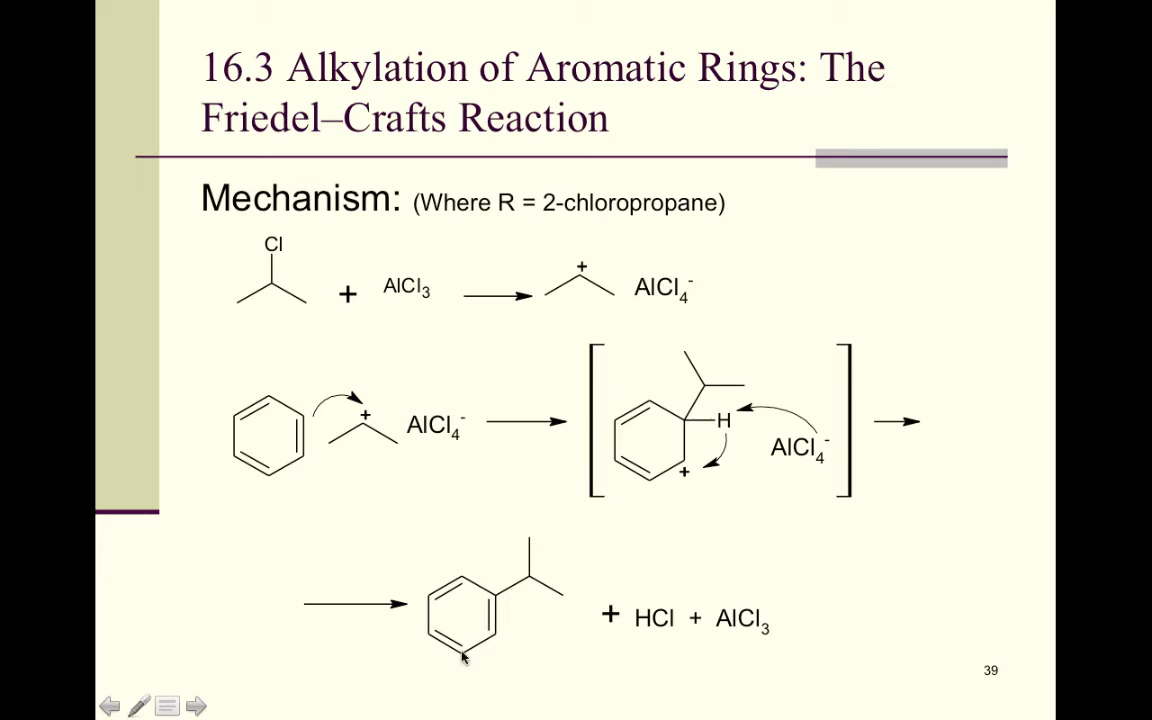 16.3 Alkylation of Aromatic Rings: The
Friedel–Crafts Reaction
Mechanism: (Where R = 2-chloropropane)
Cl
+ AlCl3 + AlCl4-
+ AlCl4- H AlCl4- +
+ HCl + AlCl3
39